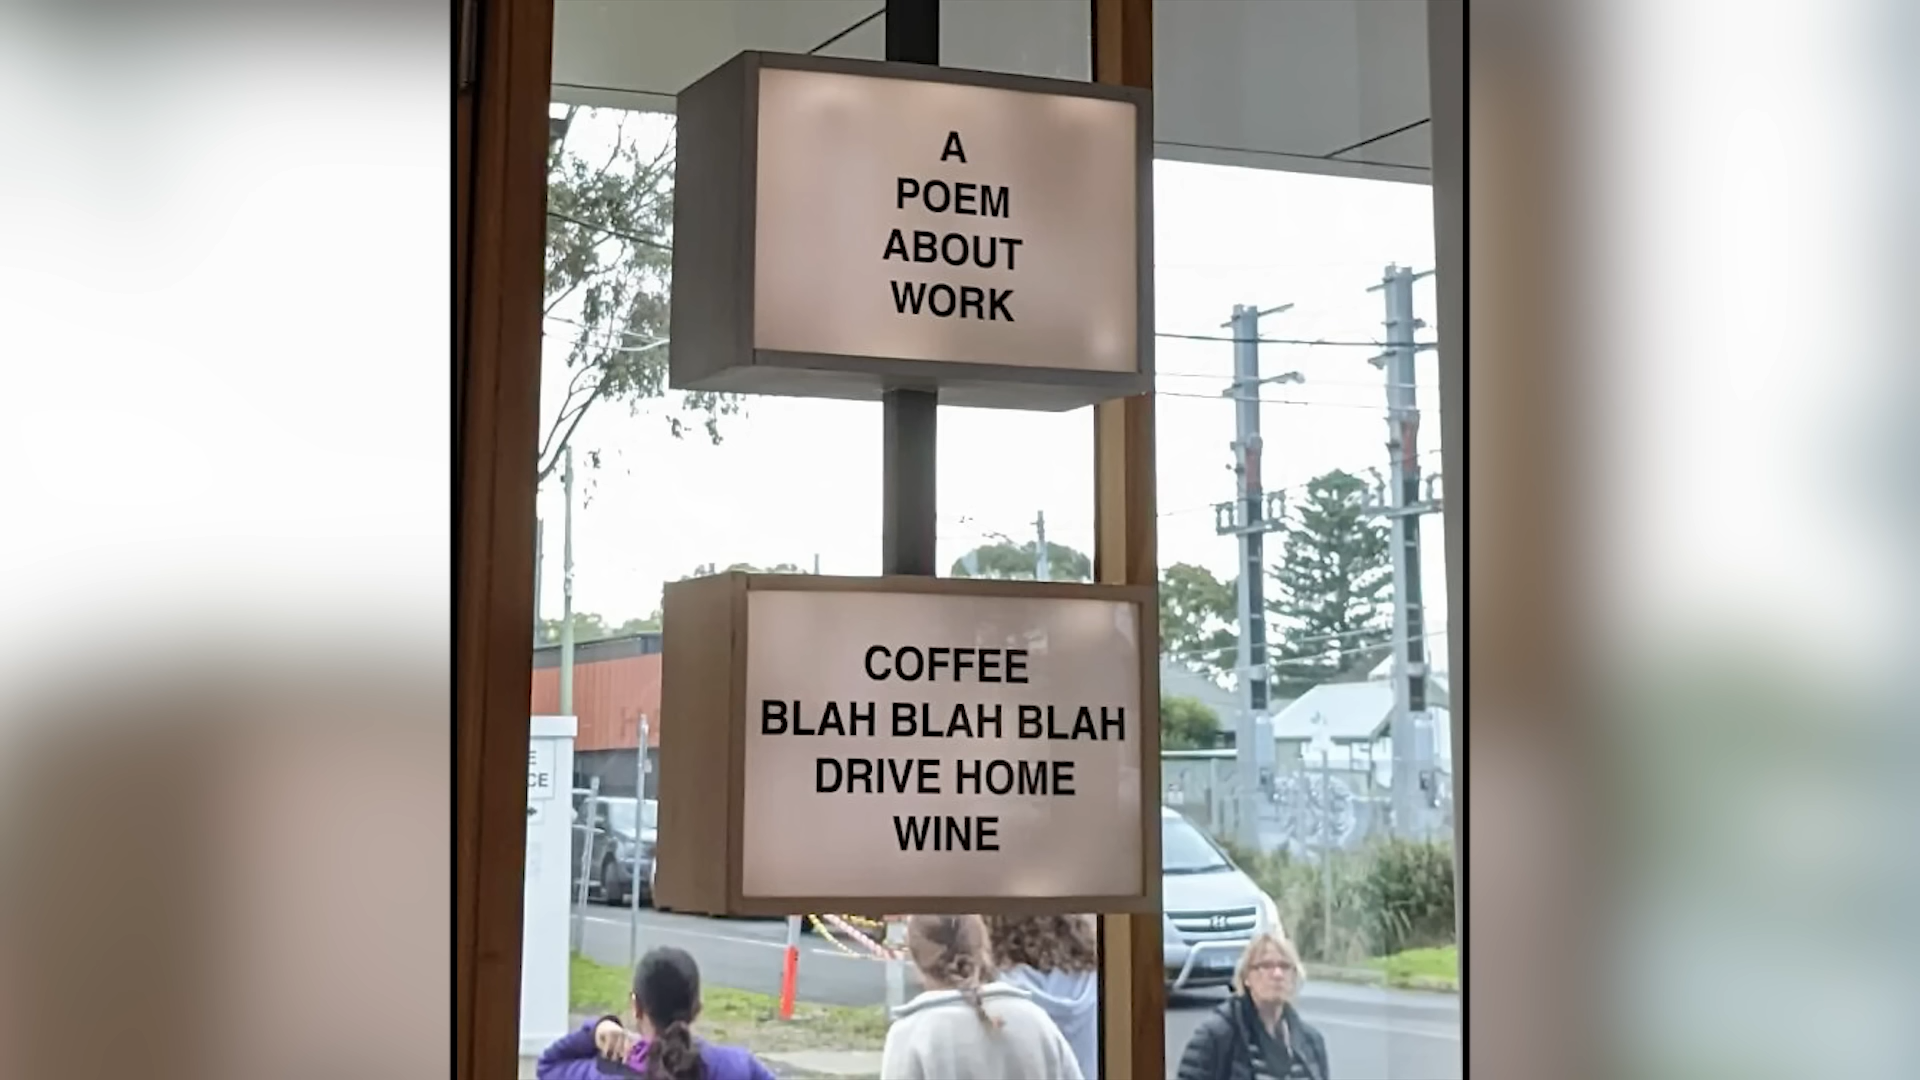 A
POEM
ABOUT
WORK
COFFEE
BLAH BLAH BLAH
DRIVE HOME
WINE